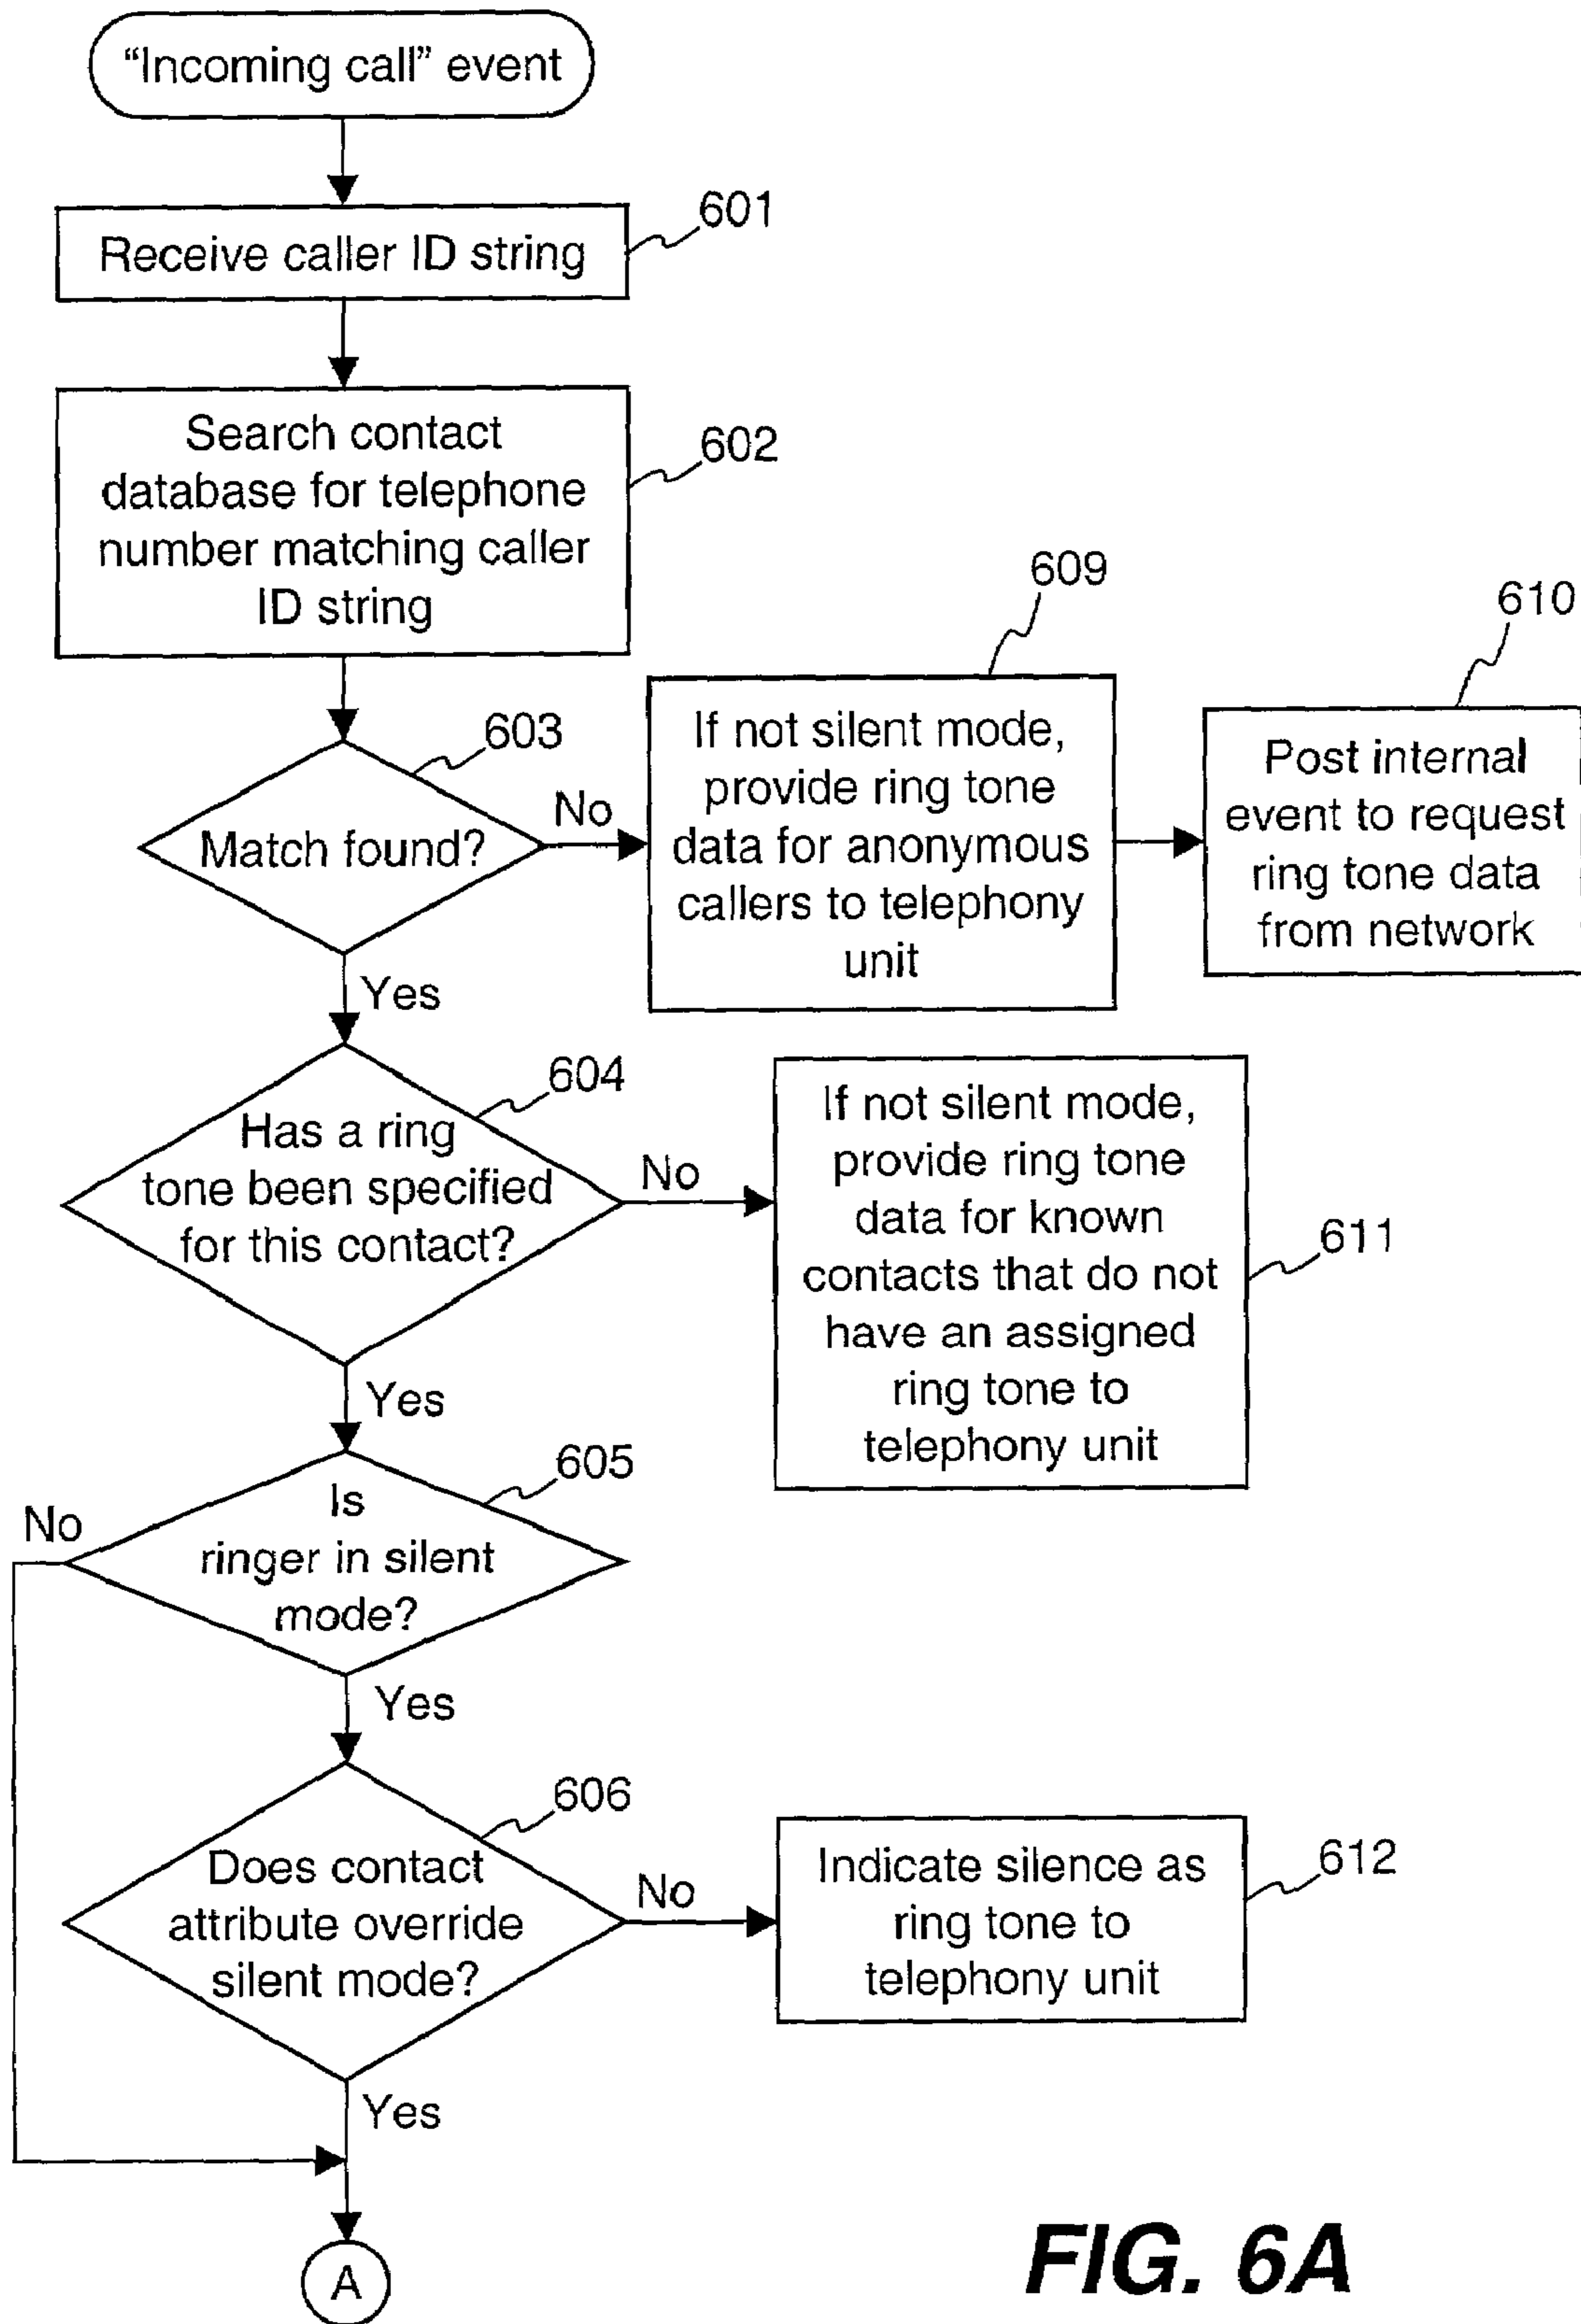 “Incoming call” event
601
Receive caller ID string
602
Search contact
database for telephone
number matching caller
ID string
609
610
603
Match found?
No
If not silent mode,
provide ring tone
data for anonymous
callers to telephony
unit
Post internal
event to request
ring tone data
from network
Yes
604
Has a ring
tone been specified
for this contact?
No
If not silent mode,
provide ring tone
data for known
contacts that do not
have an assigned
ring tone to
telephony unit
611
Yes
605
No
Is
ringer in silent
mode?
Yes
606
Does contact
attribute override
silent mode?
No
Indicate silence as
ring tone to
telephony unit
612
Yes
A
FIG. 6A